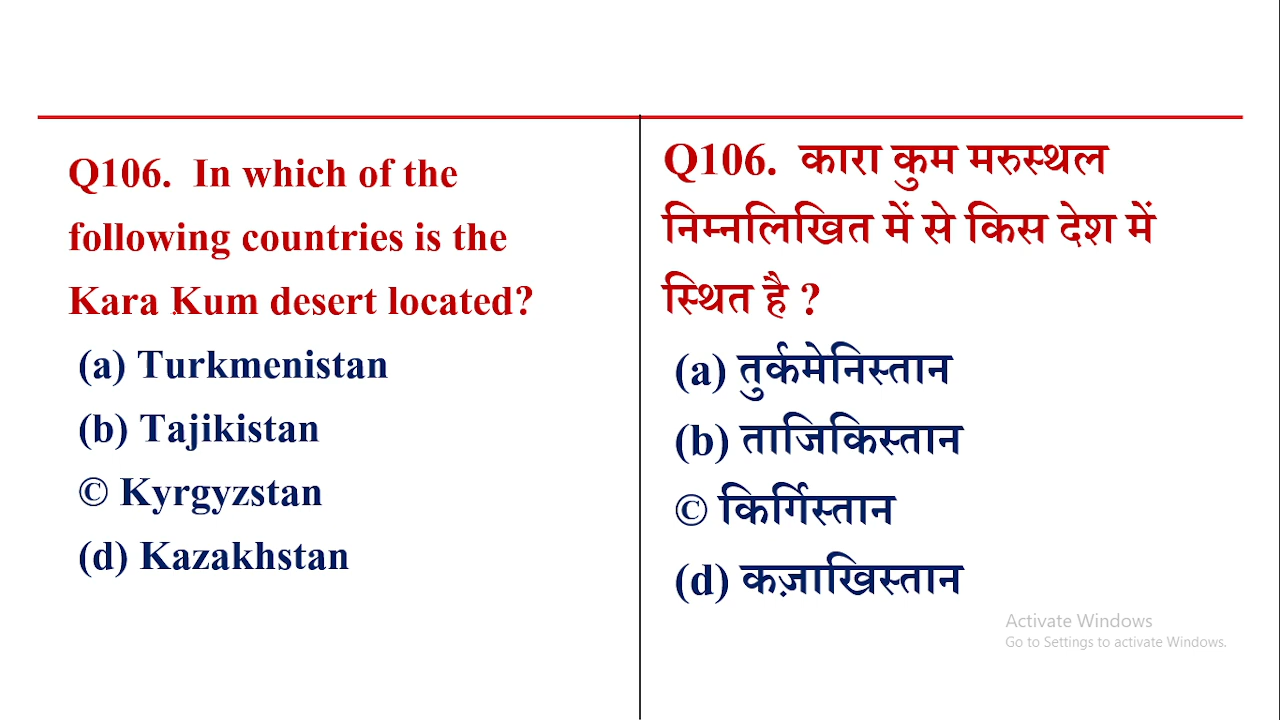 Q106. In which of the
following countries is the
Kara Kum desert located?
(a) Turkmenistan
(b) Tajikistan
© Kyrgyzstan
(d) Kazakhstan
Q106. कारा कुम मरुस्थल
निम्नलिखित में से किस देश में
स्थित है ?
(a) तुर्कमेनिस्तान
(b) ताजिकिस्तान
© किर्गिस्तान
(d) कज़ाखिस्तान
Activate Windows
Go to Settings to activate Windows.